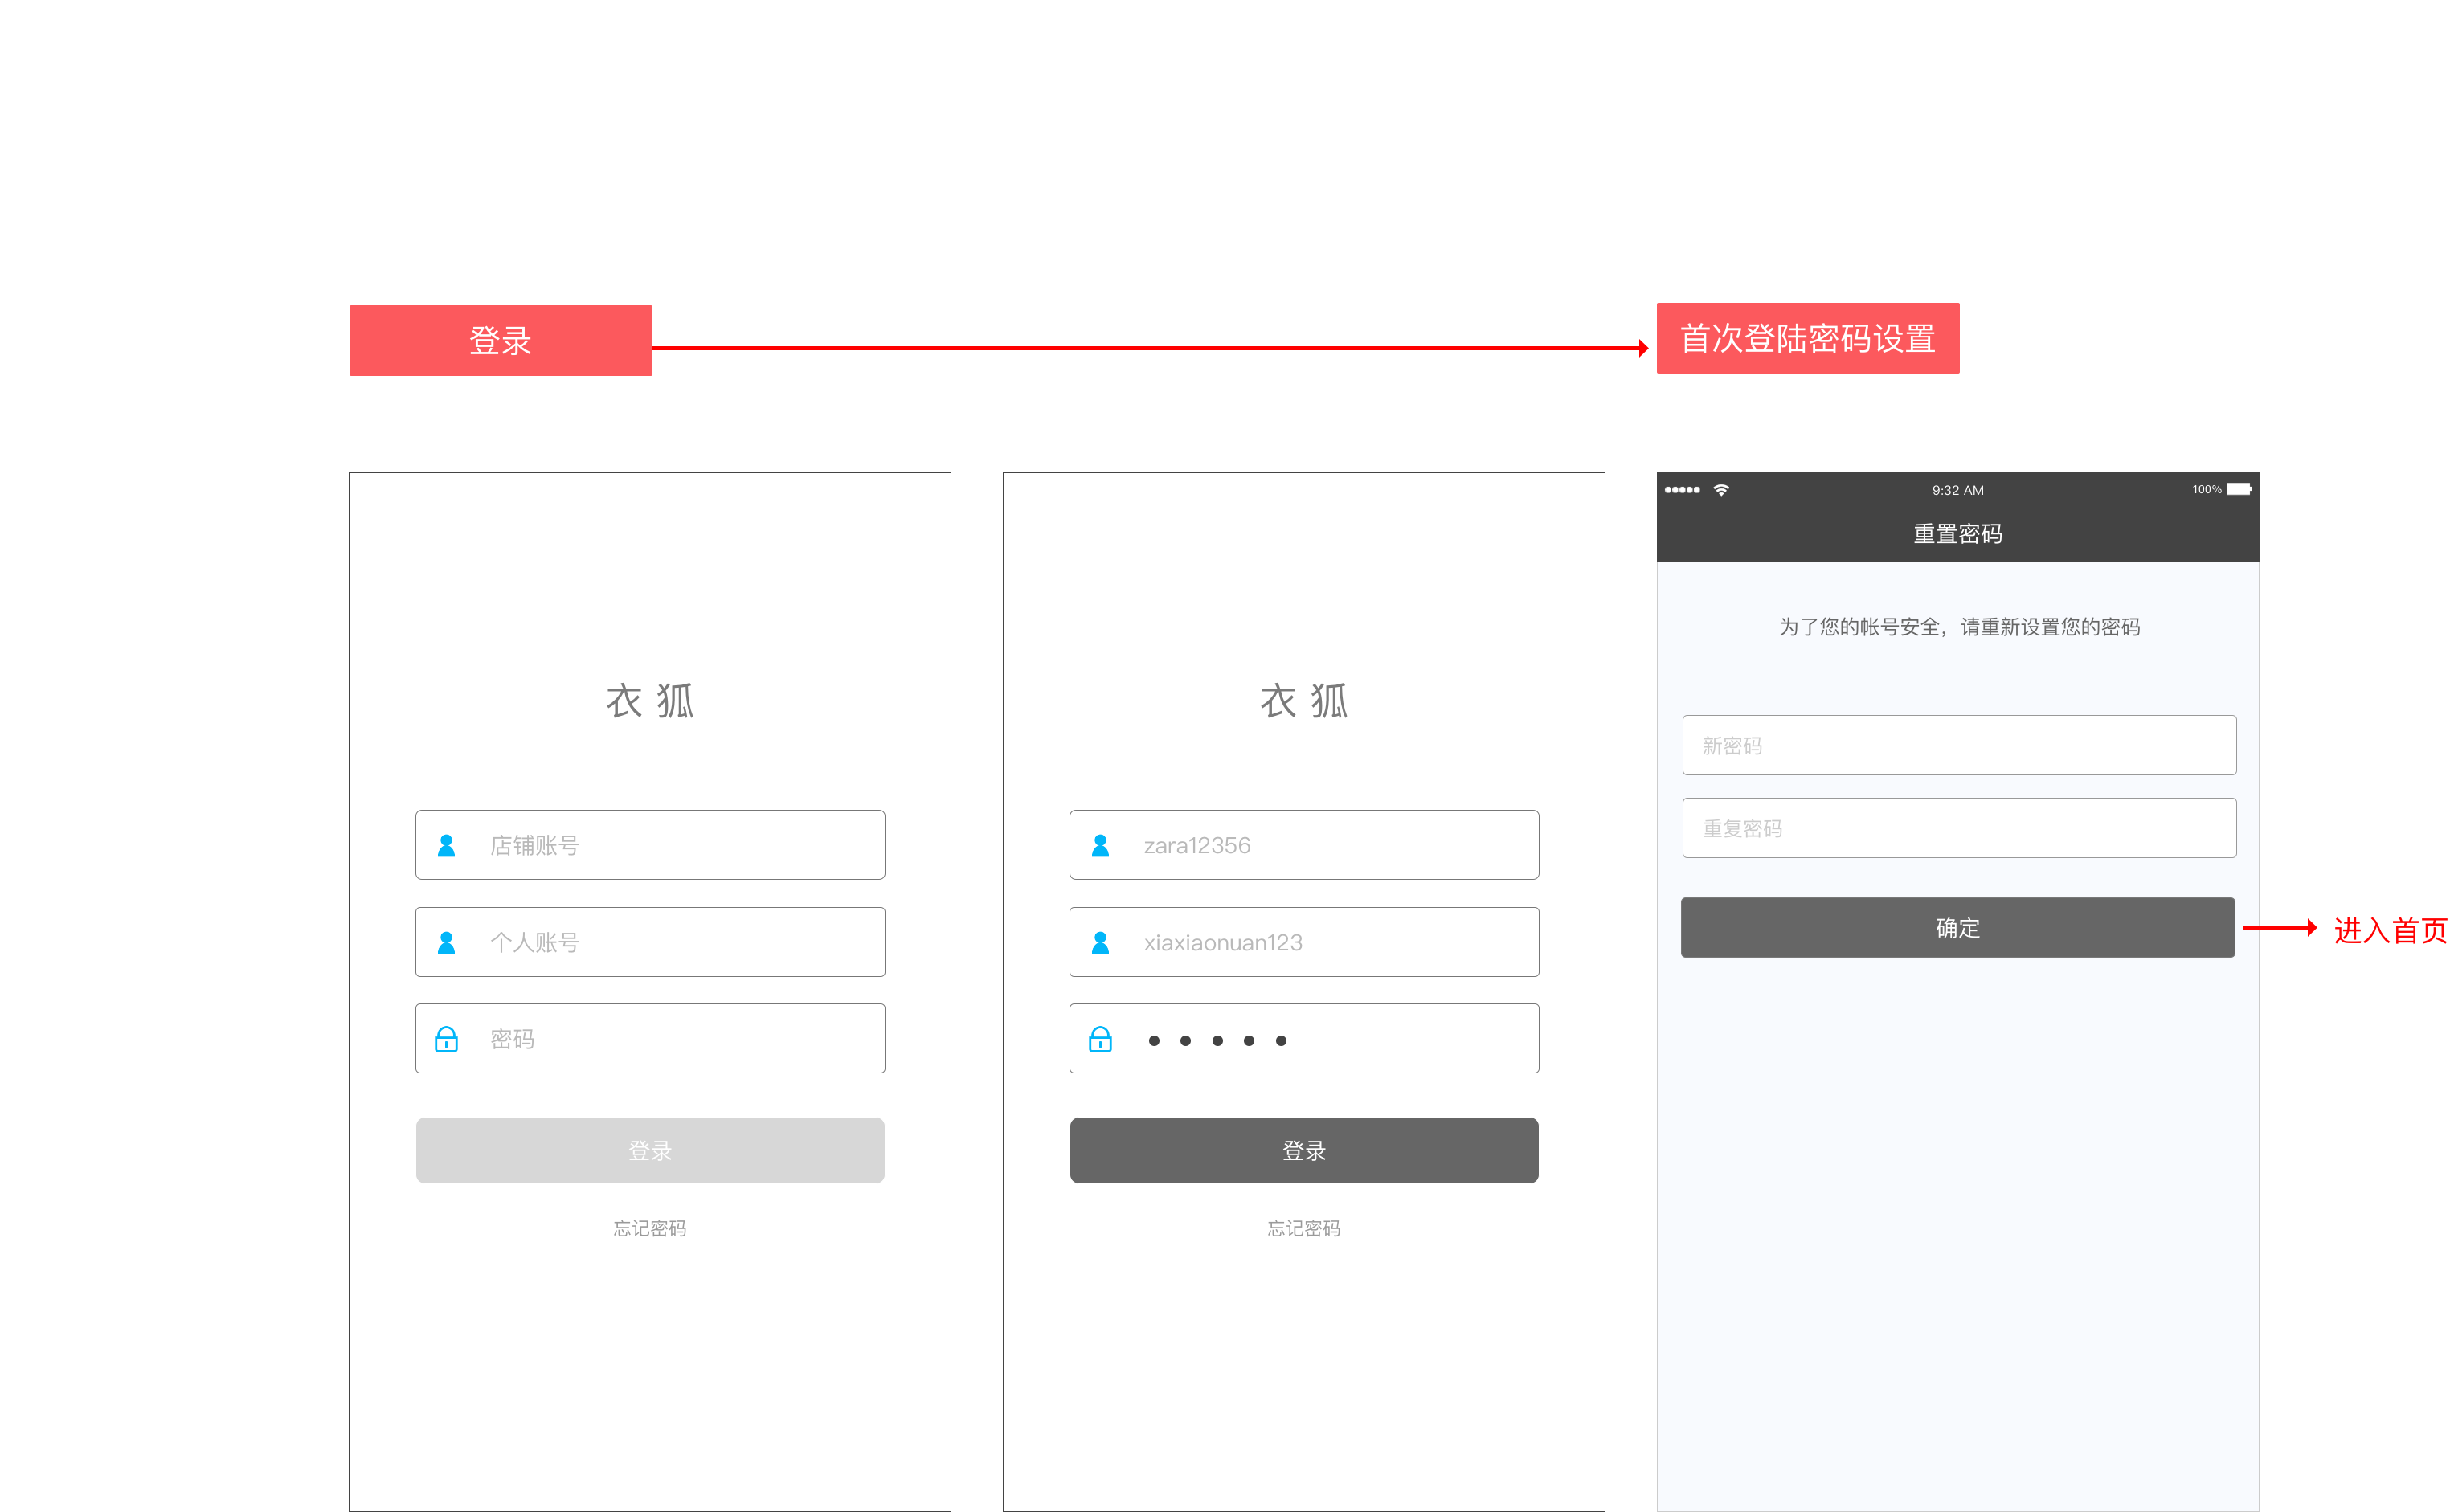 登录
首次登陆密码设置
衣 狐
店铺账号
个人账号
密码
登录
忘记密码
衣 狐
zara12356
xiaxiaonuan123
登录
忘记密码
9:32 AM
100%
重置密码
为了您的帐号安全，请重新设置您的密码
新密码
重复密码
确定
进入首页